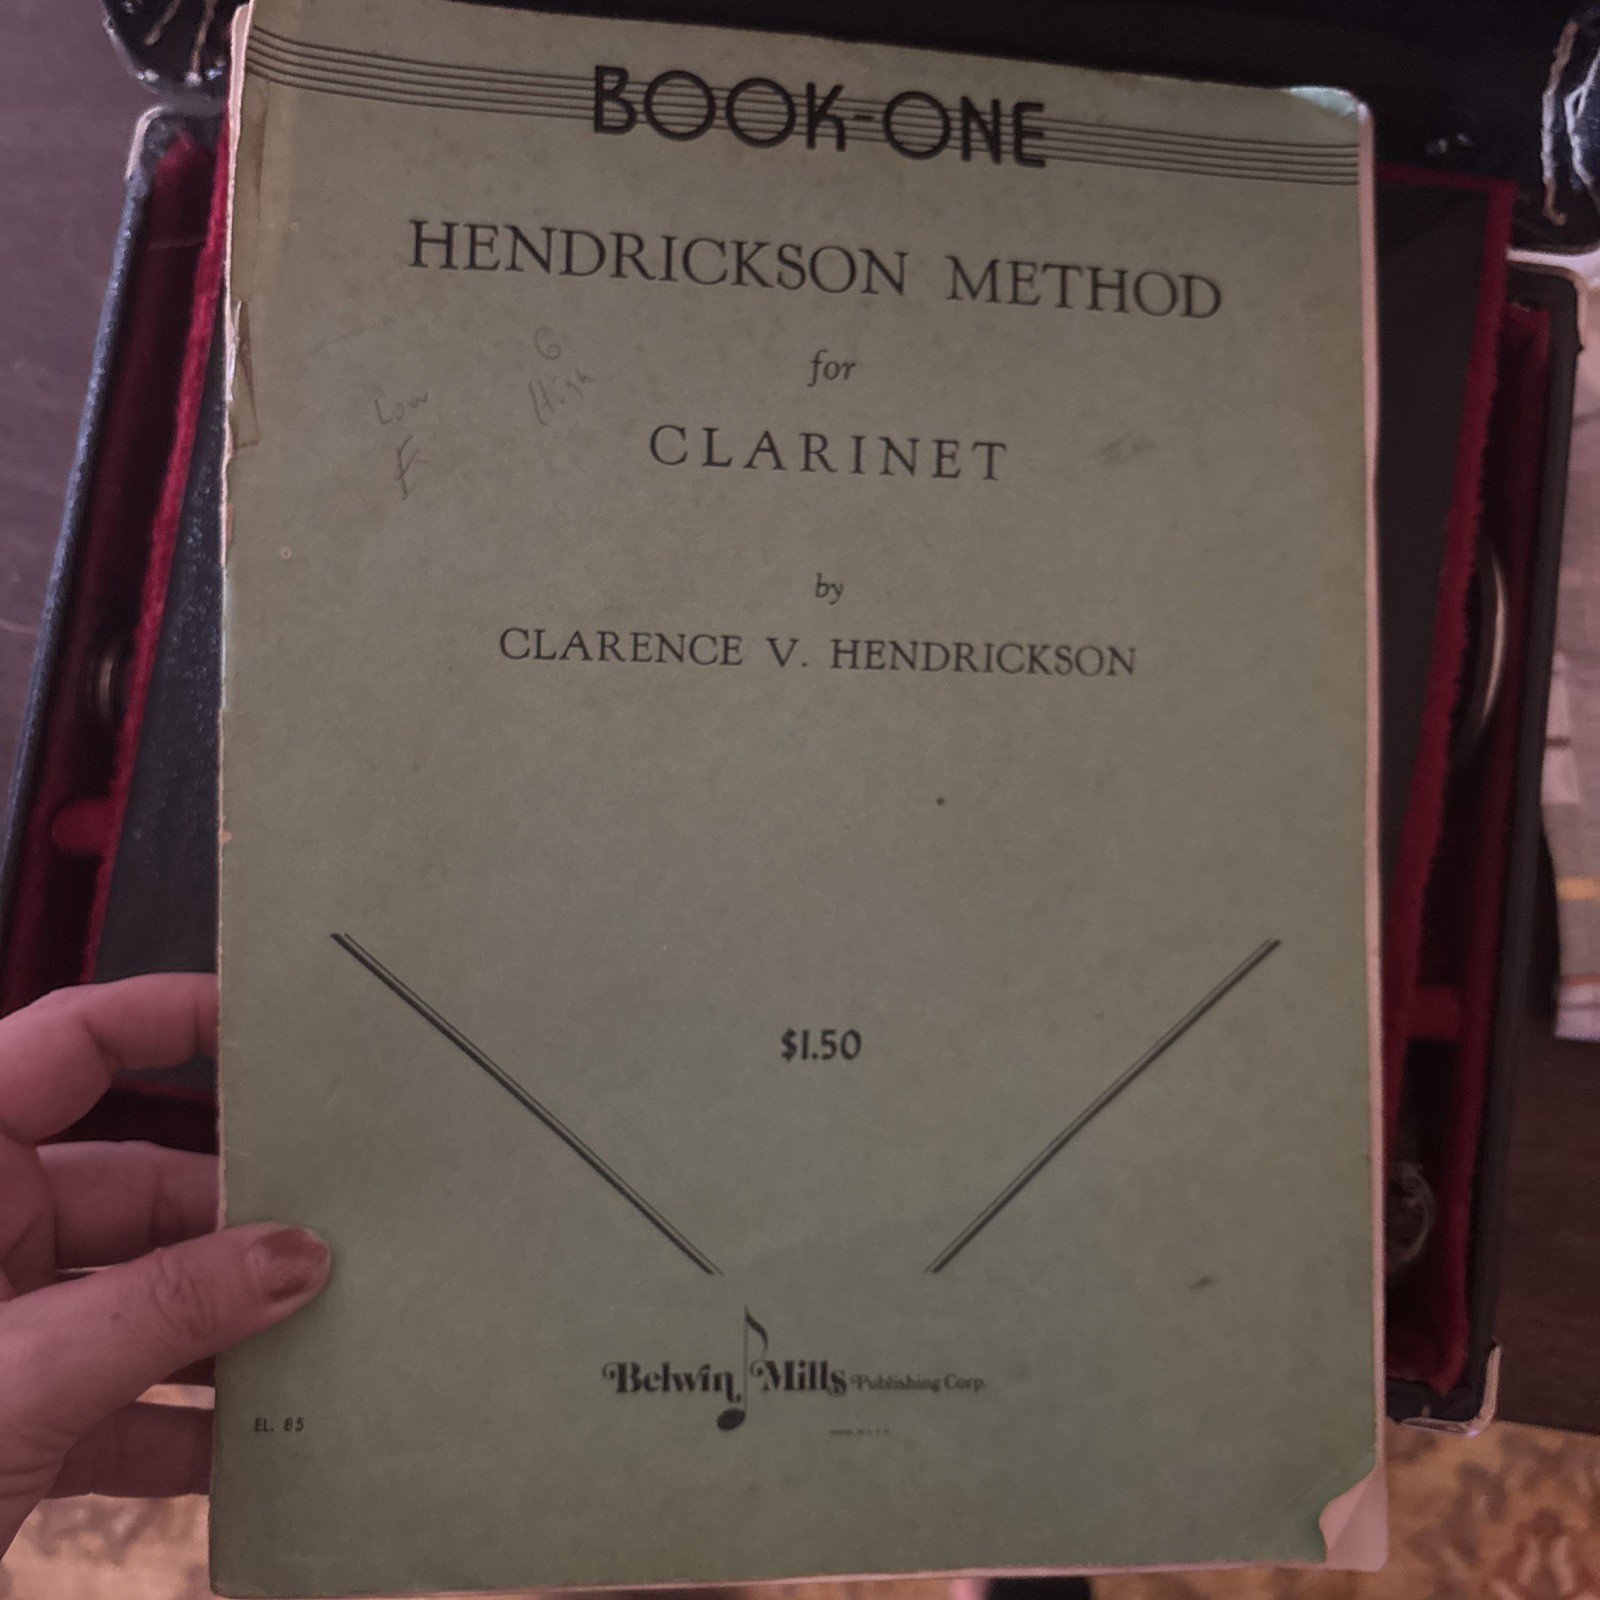 BOOK-ONE
HENDRICKSON METHOD
for
G
High
Low
E
CLARINET
by
CLARENCE V. HENDRICKSON
$1.50
Belwin Mills Publishing Corp.
EL. 85